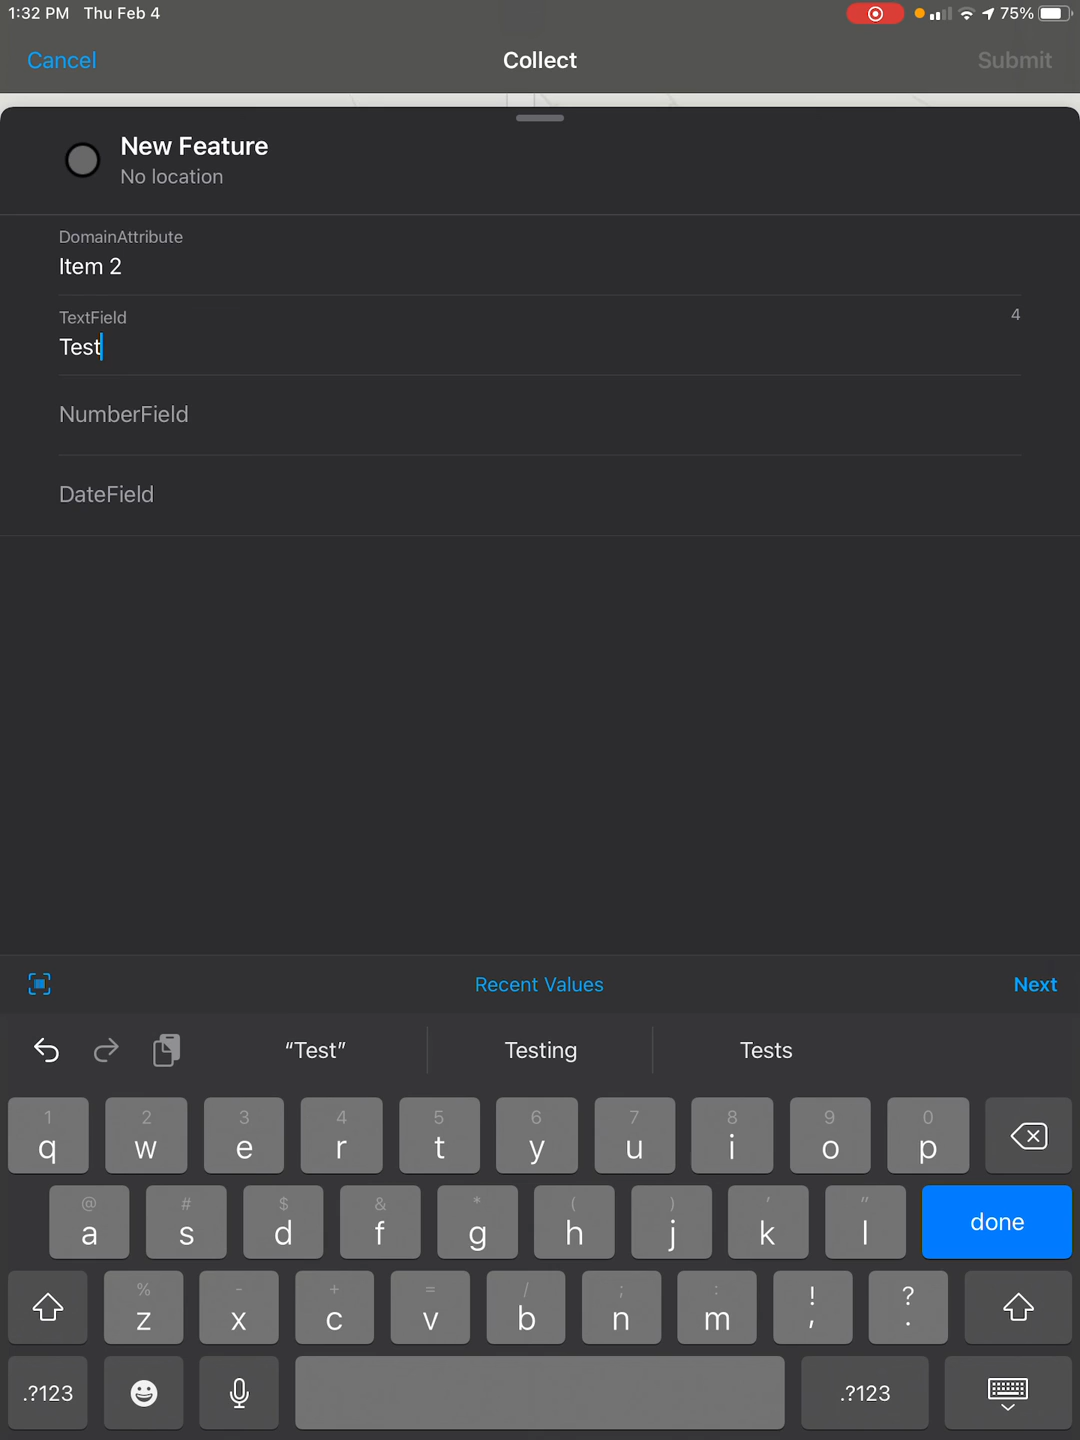 1:32 PM Thu Feb 4 75%
Cancel Collect Submit
New Feature
No location
DomainAttribute
Item 2
TextField 4
Test
NumberField
DateField
Recent Values Next
“Test” Testing Tests
1 2 3 4 5 6 7 8 9 0
q w e r t y u i o p
@ # $ & * ( ) ' "
a s d f g h j k l done
% - + = / ; : ! ?
z x c v b n m , .
.?123 .?123